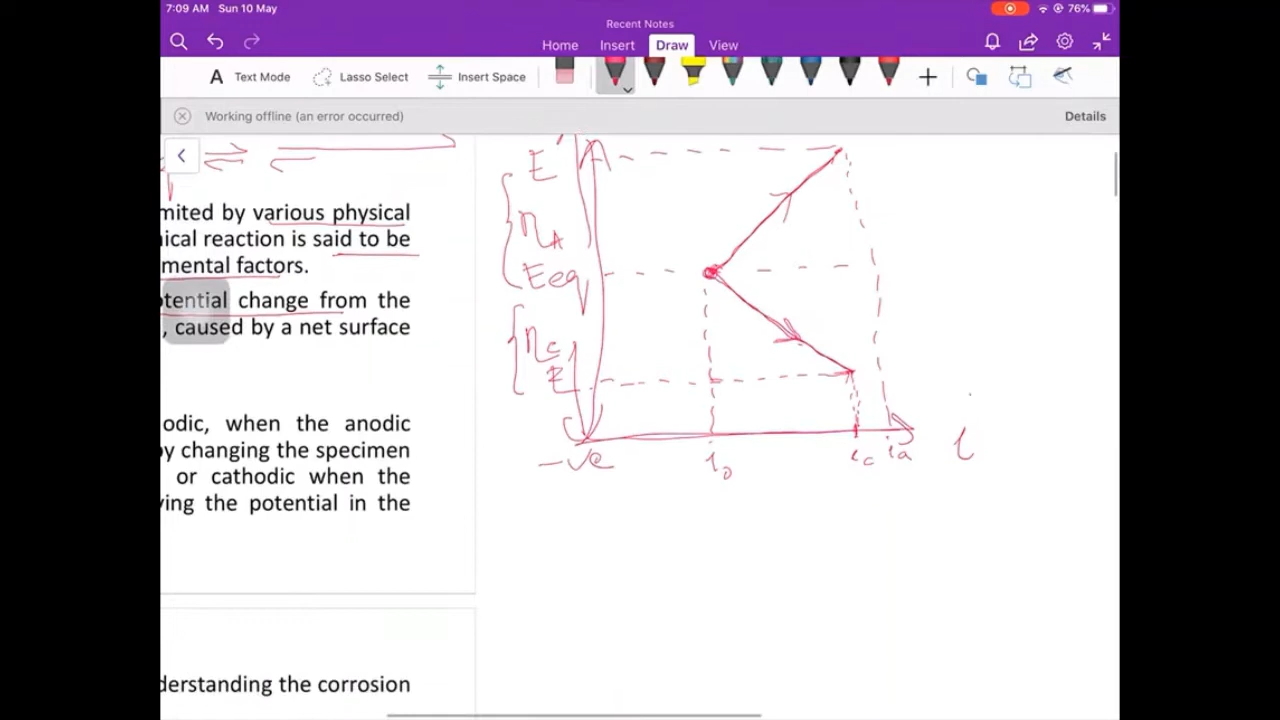 7:09 AM Sun 10 May
76%
Recent Notes
Home Insert Draw View
A Text Mode Lasso Select Insert Space
Working offline (an error occurred) Details
mited by various physical
ical reaction is said to be
mental factors.
tential change from the
, caused by a net surface
odic, when the anodic
y changing the specimen
or cathodic when the
ing the potential in the
derstanding the corrosion
E
A
ηA
Eeq
ηc
E
-ve
i0
ic
ia
i